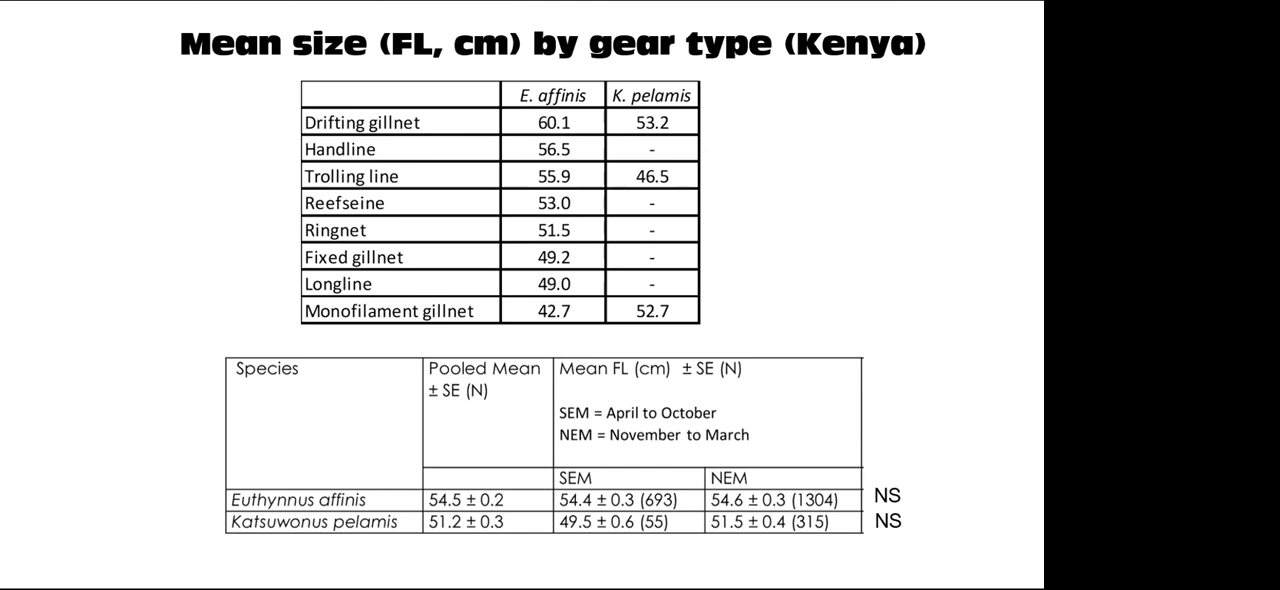 Mean size (FL, cm) by gear type (Kenya)
E. affinis K. pelamis
Drifting gillnet 60.1 53.2
Handline 56.5 -
Trolling line 55.9 46.5
Reefseine 53.0 -
Ringnet 51.5 -
Fixed gillnet 49.2 -
Longline 49.0 -
Monofilament gillnet 42.7 52.7
Species Pooled Mean Mean FL (cm) ± SE (N)
± SE (N)
SEM = April to October
NEM = November to March
SEM NEM
Euthynnus affinis 54.5 ± 0.2 54.4 ± 0.3 (693) 54.6 ± 0.3 (1304) NS
Katsuwonus pelamis 51.2 ± 0.3 49.5 ± 0.6 (55) 51.5 ± 0.4 (315) NS